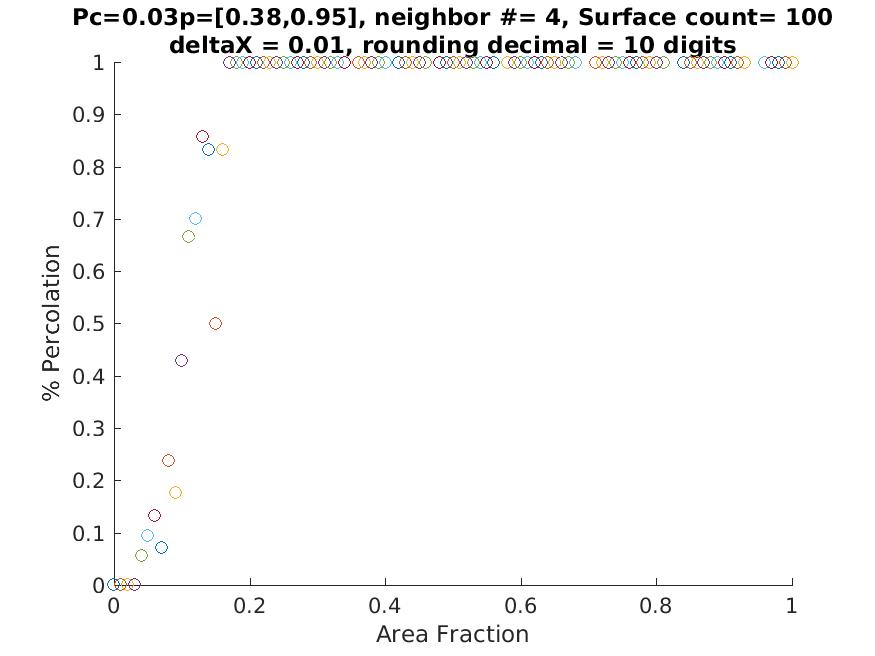 Pc=0.03p=[0.38,0.95], neighbor #= 4, Surface count= 100
deltaX = 0.01, rounding decimal = 10 digits
1
0.9
0.8
0.7
0.6
0.5
0.4
0.3
0.2
0.1
0
% Percolation
0 0.2 0.4 0.6 0.8 1
Area Fraction